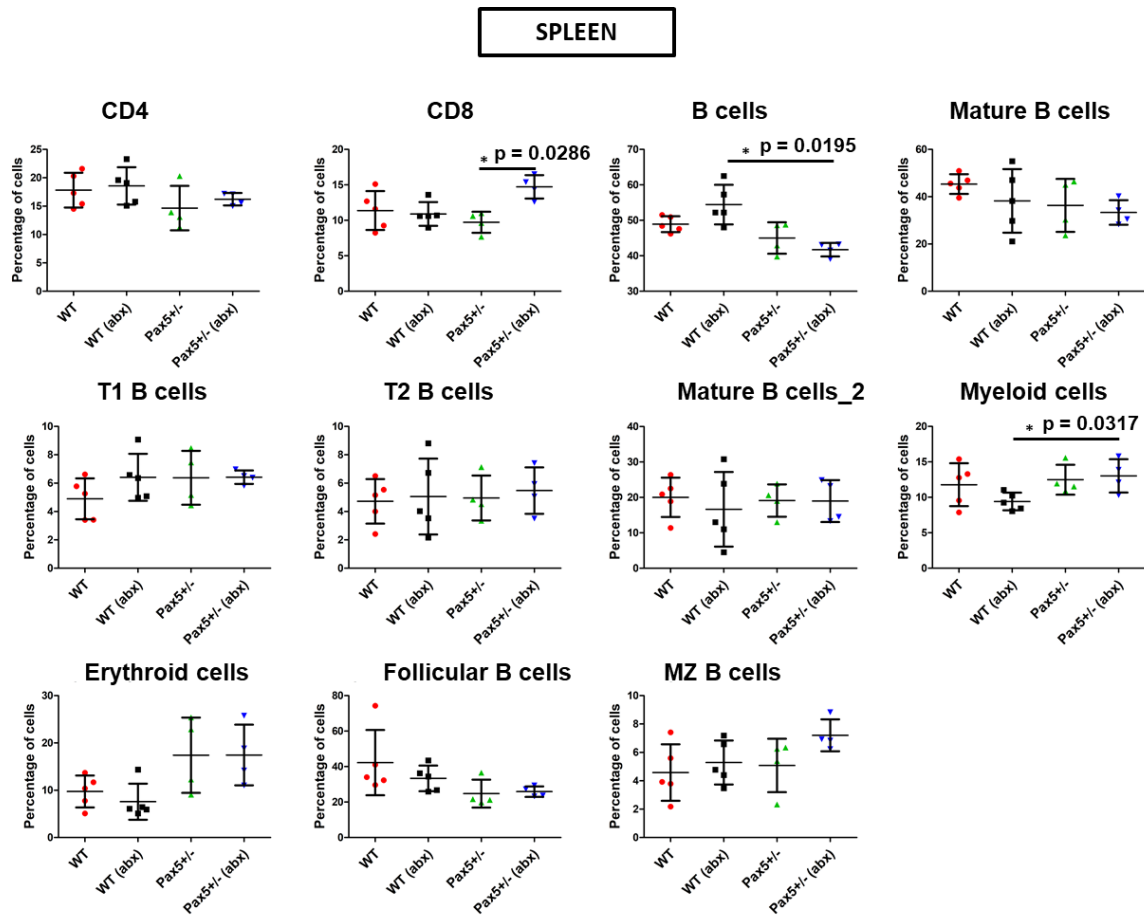 SPLEEN
CD4
Percentage of cells
25
20
15
10
5
0
WT
WT (abx)
Pax5+/-
Pax5+/- (abx)
CD8
Percentage of cells
20
15
10
5
0
* p = 0.0286
WT
WT (abx)
Pax5+/-
Pax5+/- (abx)
B cells
Percentage of cells
70
60
50
40
30
* p = 0.0195
WT
WT (abx)
Pax5+/-
Pax5+/- (abx)
Mature B cells
Percentage of cells
60
40
20
0
WT
WT (abx)
Pax5+/-
Pax5+/- (abx)
T1 B cells
Percentage of cells
10
8
6
4
2
0
WT
WT (abx)
Pax5+/-
Pax5+/- (abx)
T2 B cells
Percentage of cells
10
8
6
4
2
0
WT
WT (abx)
Pax5+/-
Pax5+/- (abx)
Mature B cells_2
Percentage of cells
40
30
20
10
0
WT
WT (abx)
Pax5+/-
Pax5+/- (abx)
Myeloid cells
Percentage of cells
20
15
10
5
0
* p = 0.0317
WT
WT (abx)
Pax5+/-
Pax5+/- (abx)
Erythroid cells
Percentage of cells
30
20
10
0
WT
WT (abx)
Pax5+/-
Pax5+/- (abx)
Follicular B cells
Percentage of cells
80
60
40
20
0
WT
WT (abx)
Pax5+/-
Pax5+/- (abx)
MZ B cells
Percentage of cells
10
8
6
4
2
0
WT
WT (abx)
Pax5+/-
Pax5+/- (abx)